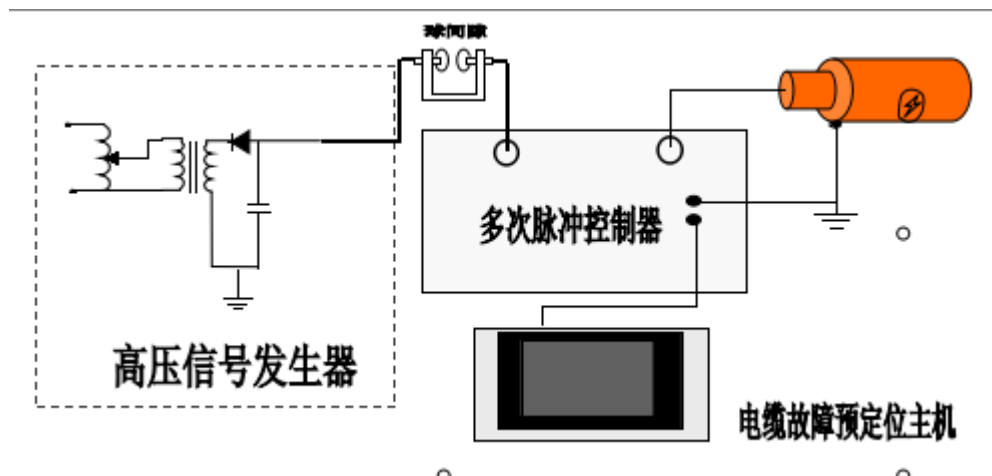 球间隙
多次脉冲控制器
高压信号发生器
电缆故障预定位主机